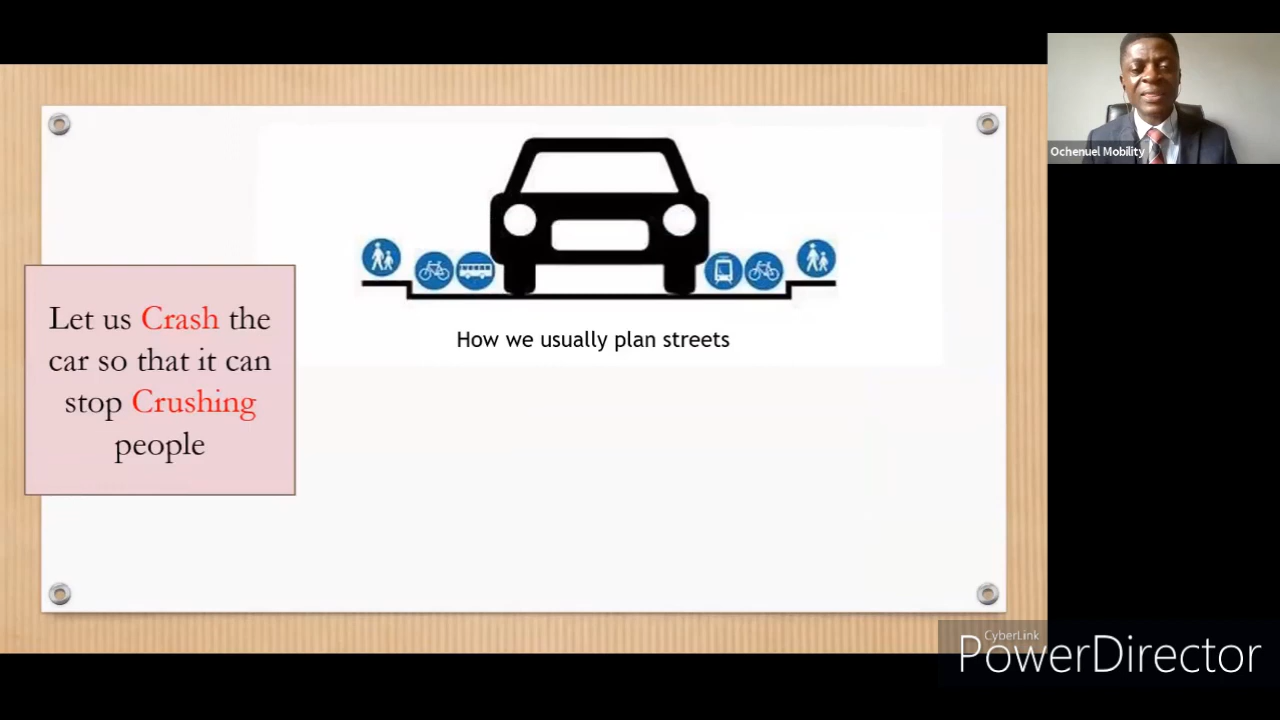 Ochenuel Mobility
How we usually plan streets
Let us Crash the
car so that it can
stop Crushing
people
CyberLink
PowerDirector